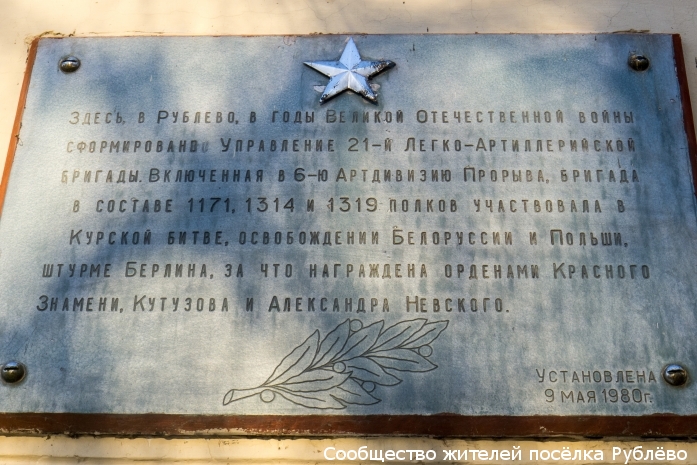 Здесь, в Рублево, в годы Великой Отечественной войны
сформировано Управление 21-й Легко-Артиллерийской
бригады. Включенная в 6-ю Артдивизию Прорыва, бригада
в составе 1171, 1314 и 1319 полков участвовала в
Курской битве, освобождении Белоруссии и Польши,
штурме Берлина, за что награждена орденами Красного
Знамени, Кутузова и Александра Невского.
Установлена
9 мая 1980г.
Сообщество жителей посёлка Рублёво